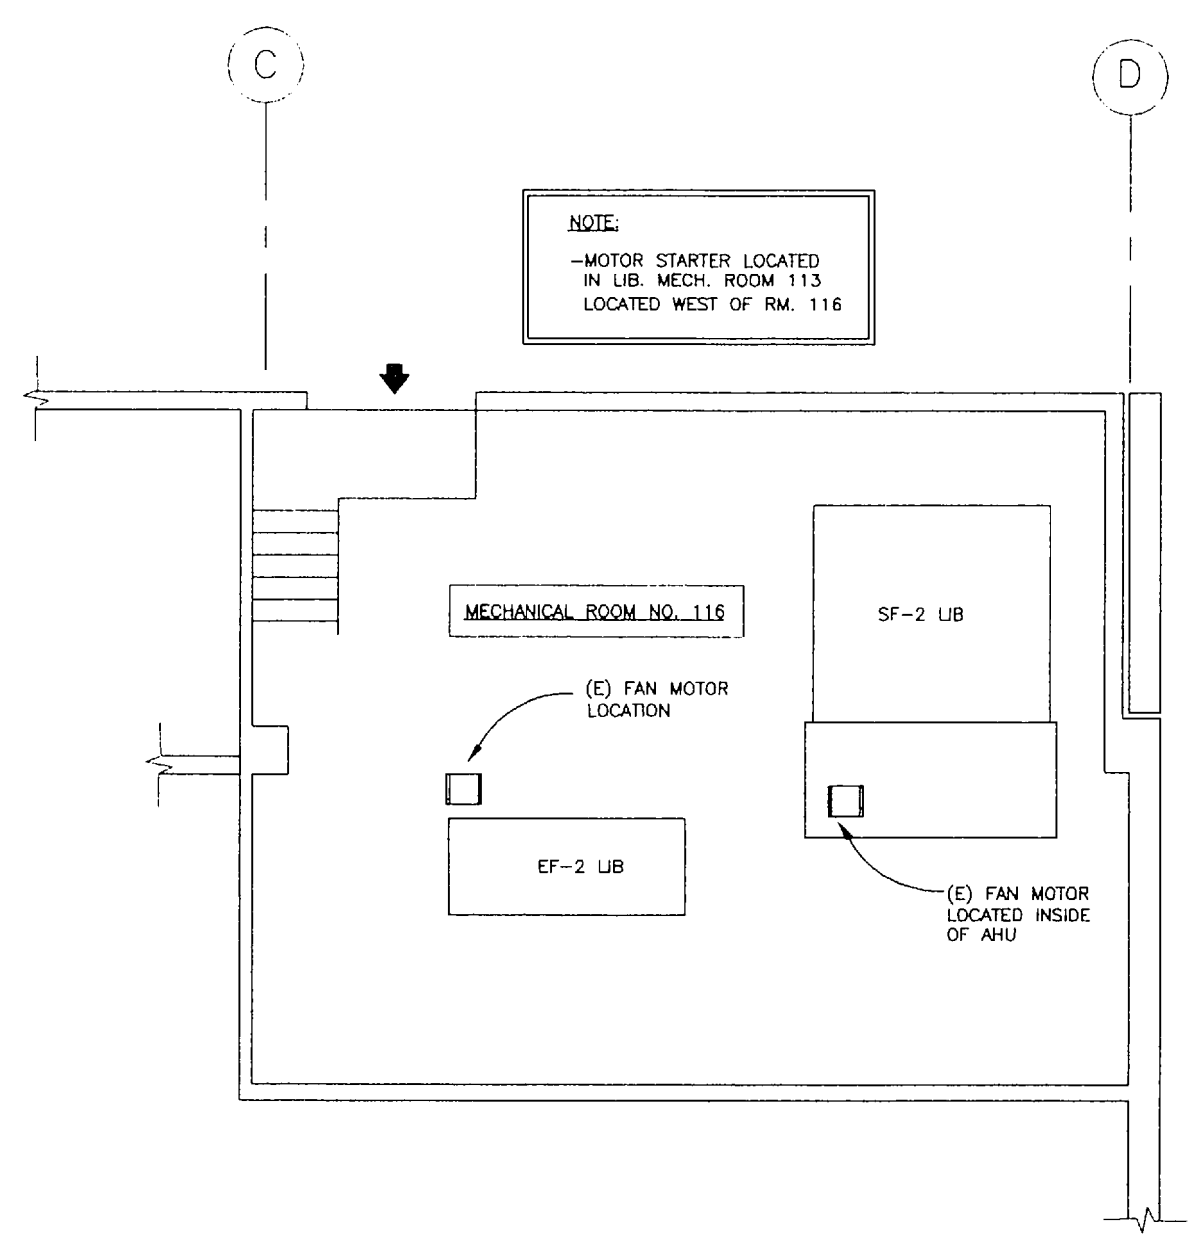 C
D
NOTE:
-MOTOR STARTER LOCATED
IN LIB. MECH. ROOM 113
LOCATED WEST OF RM. 116
MECHANICAL ROOM NO. 116
SF-2 LIB
(E) FAN MOTOR
LOCATION
EF-2 LIB
(E) FAN MOTOR
LOCATED INSIDE
OF AHU